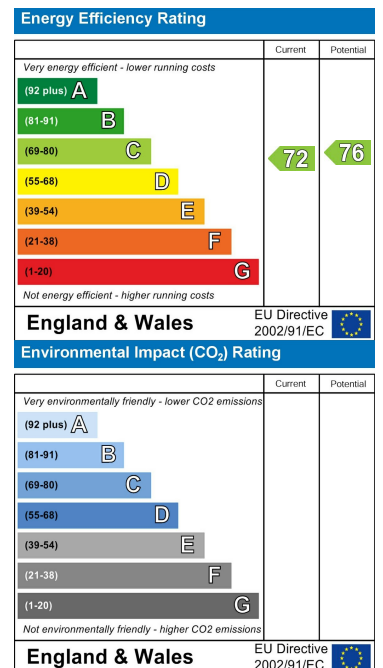 Energy Efficiency Rating
Current Potential
Very energy efficient - lower running costs
(92 plus) A
(81-91) B
(69-80) C
72 76
(55-68) D
(39-54) E
(21-38) F
(1-20) G
Not energy efficient - higher running costs
England & Wales
EU Directive
2002/91/EC
Environmental Impact (CO₂) Rating
Current Potential
Very environmentally friendly - lower CO2 emissions
(92 plus) A
(81-91) B
(69-80) C
(55-68) D
(39-54) E
(21-38) F
(1-20) G
Not environmentally friendly - higher CO2 emissions
England & Wales
EU Directive
2002/91/EC